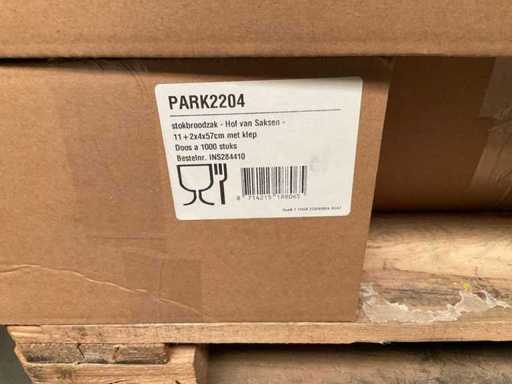 PARK2204
stokbroodzak - Hof van Saksen -
11 + 2x4x57cm met klep
Doos a 1000 stuks
Bestelnr. INS284410